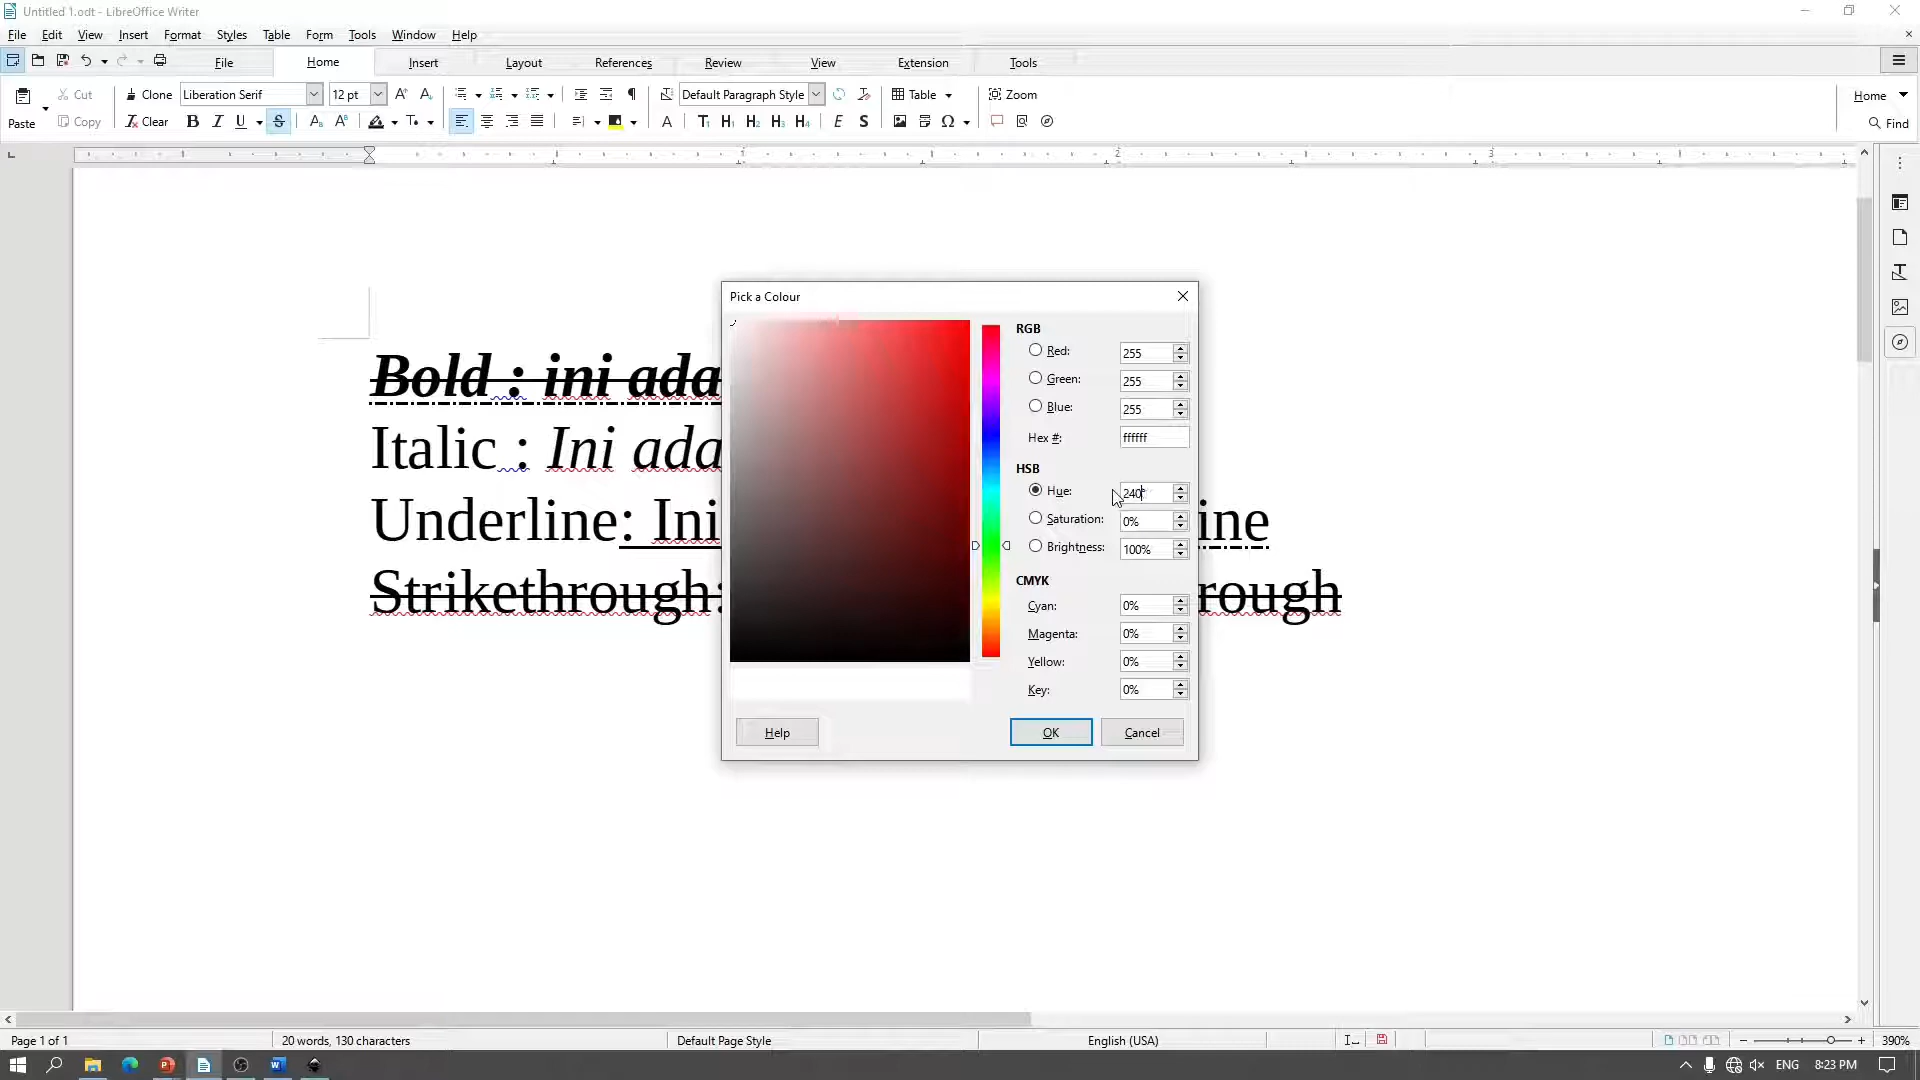 Untitled 1.odt - LibreOffice Writer
File Edit View Insert Format Styles Table Form Tools Window Help
File Home Insert Layout References Review View Extension Tools
Cut Clone Liberation Serif 12 pt Default Paragraph Style Table Zoom Home
Paste Copy Clear Find
1 2 3
Pick a Colour
RGB
Red: 255
Green: 255
Blue: 255
Hex #: ffffff
HSB
Hue: 240°
Saturation: 0%
Brightness: 100%
CMYK
Cyan: 0%
Magenta: 0%
Yellow: 0%
Key: 0%
Help OK Cancel
Bold : ini ada
Italic : Ini ada
Underline: Ini ine
Strikethrough: rough
Page 1 of 1 20 words, 130 characters Default Page Style English (USA) 390%
ENG 8:23 PM